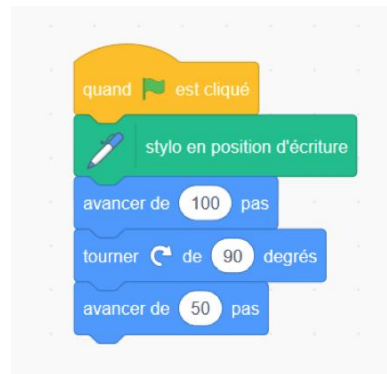 quand est cliqué
stylo en position d'écriture
avancer de 100 pas
tourner de 90 degrés
avancer de 50 pas